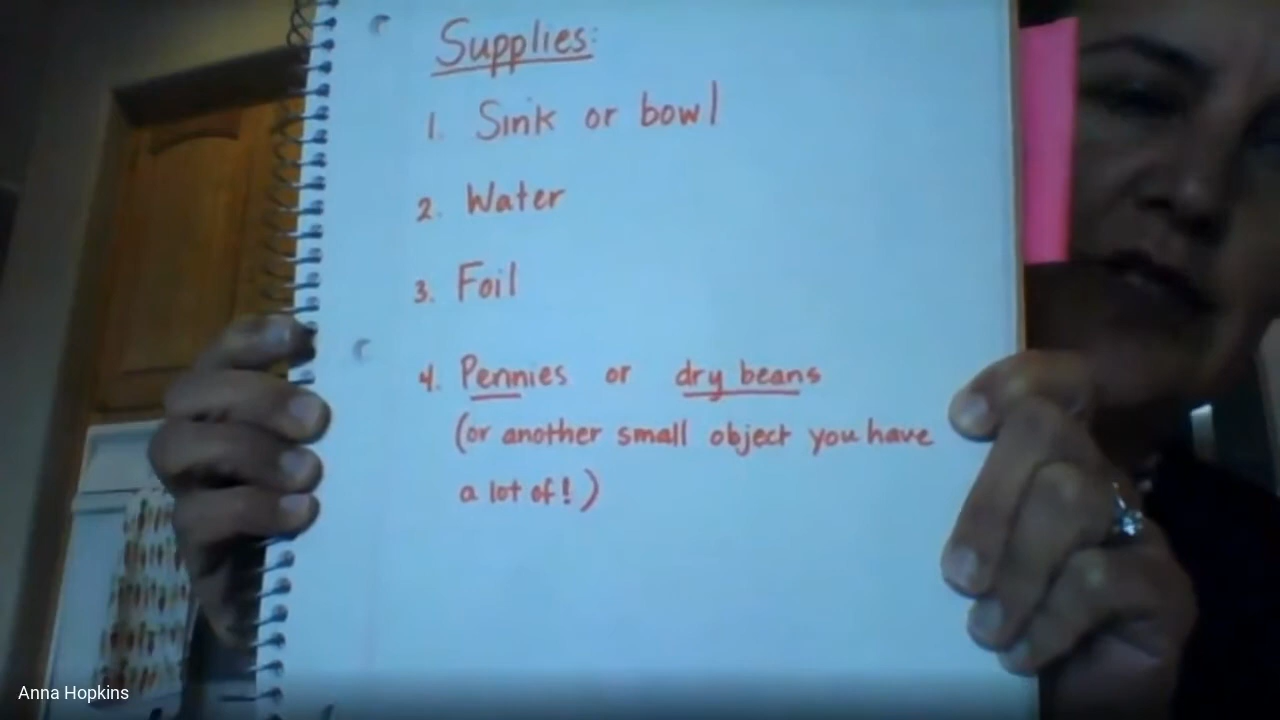 Supplies:
1. Sink or bowl
2. Water
3. Foil
4. Pennies or dry beans
(or another small object you have
a lot of!)
Anna Hopkins